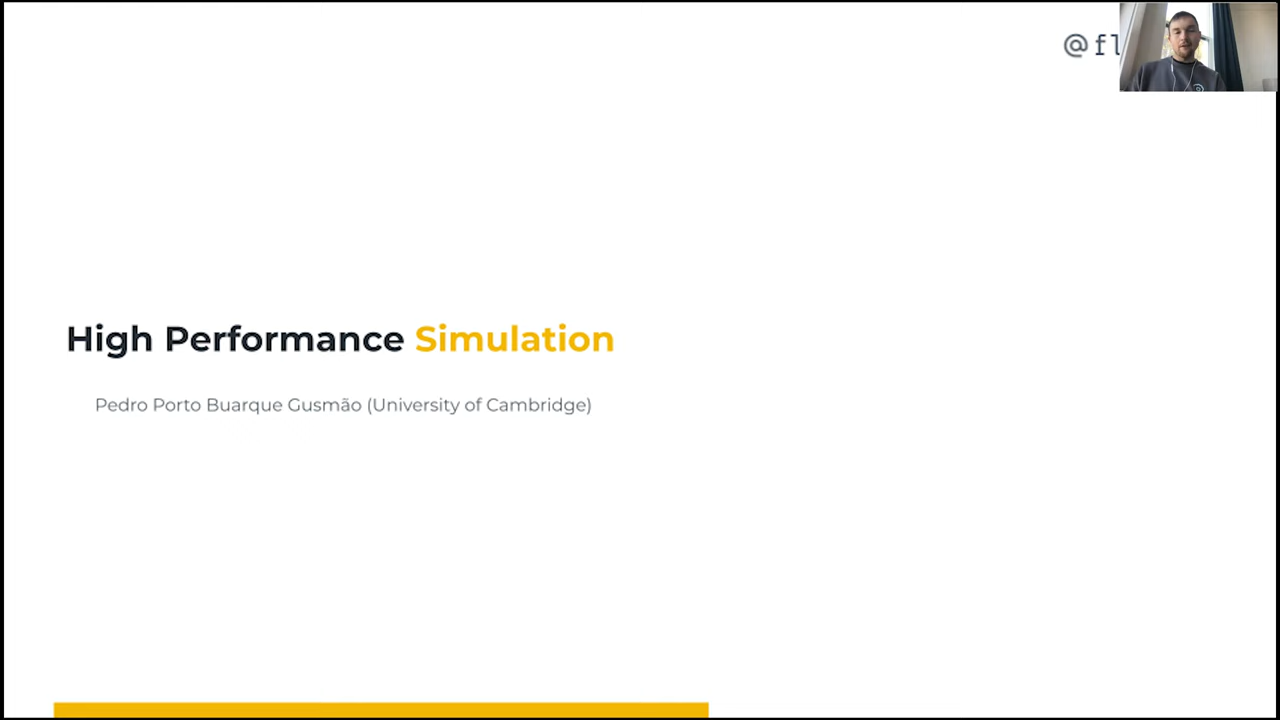 @fl
High Performance Simulation
Pedro Porto Buarque Gusmão (University of Cambridge)